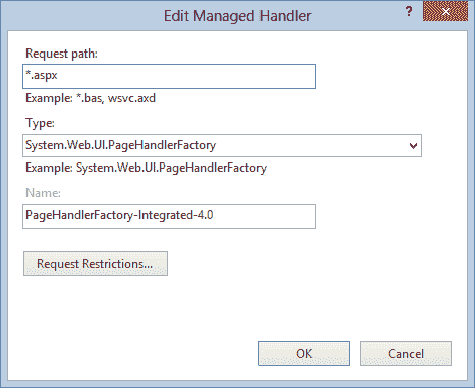 Edit Managed Handler
?
Request path:
*.aspx
Example: *.bas, wsvc.axd
Type:
System.Web.UI.PageHandlerFactory
Example: System.Web.UI.PageHandlerFactory
Name:
PageHandlerFactory-Integrated-4.0
Request Restrictions...
OK
Cancel